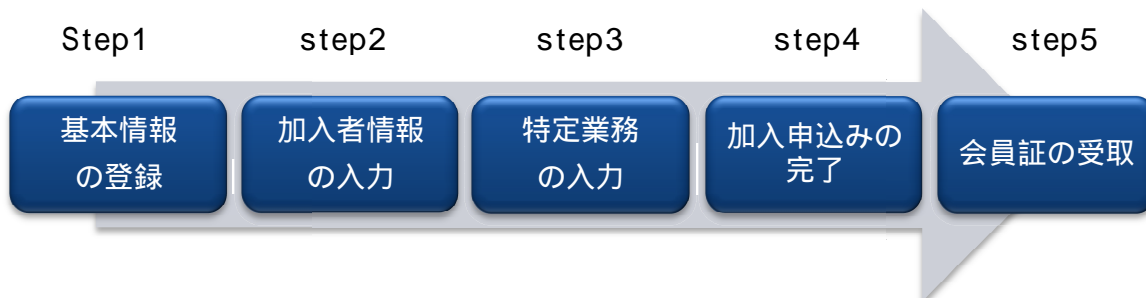 Step1
step2
step3
step4
step5
基本情報
の登録
加入者情報
の入力
特定業務
の入力
加入申込みの
完了
会員証の受取